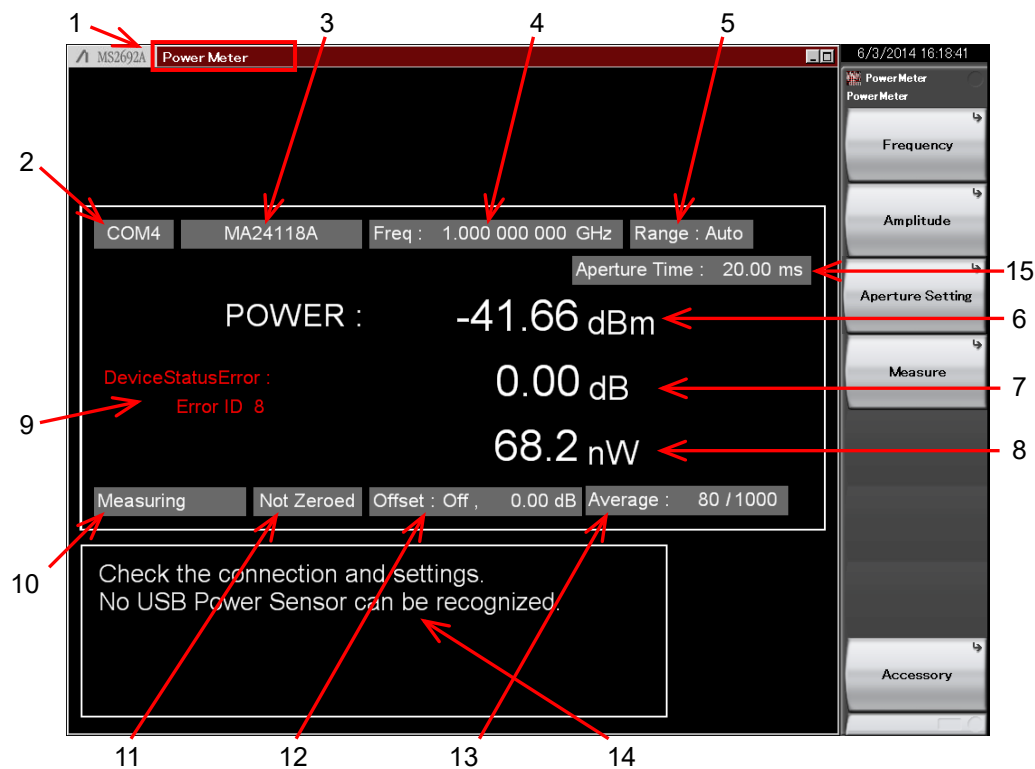 1 3 4 5
MS2692A Power Meter 6/3/2014 16:18:41
Power Meter
Power Meter
Frequency
2
Amplitude
COM4 MA24118A Freq : 1.000 000 000 GHz Range : Auto
Aperture Time : 20.00 ms 15
Aperture Setting
POWER : -41.66 dBm 6
Measure
DeviceStatusError : 0.00 dB 7
Error ID 8
9
68.2 nW 8
Measuring Not Zeroed Offset : Off , 0.00 dB Average : 80 / 1000
10
Check the connection and settings.
No USB Power Sensor can be recognized.
Accessory
11 12 13 14